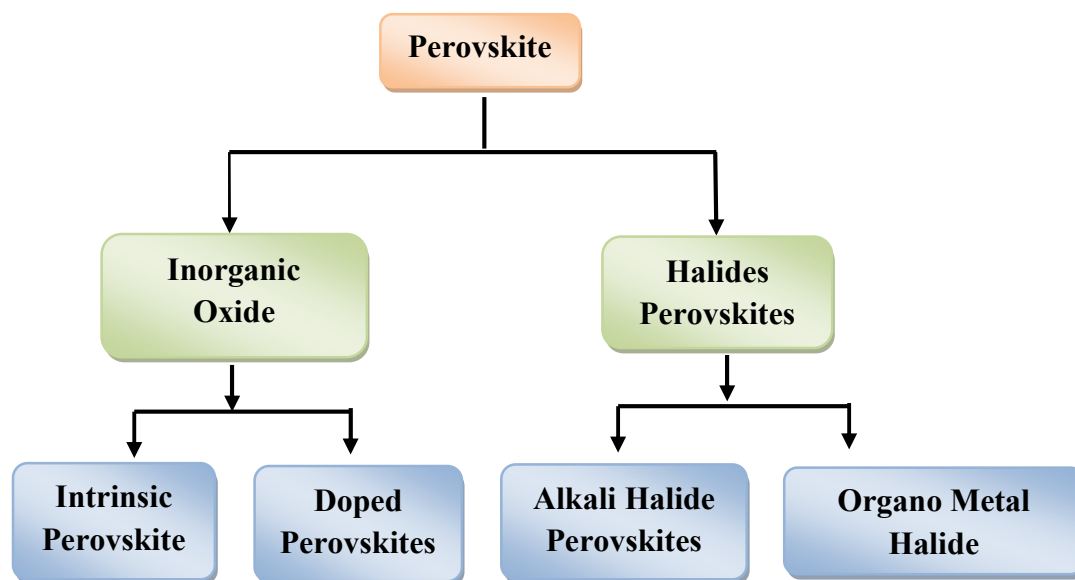 Perovskite
Inorganic
Oxide
Halides
Perovskites
Intrinsic
Perovskite
Doped
Perovskites
Alkali Halide
Perovskites
Organo Metal
Halide